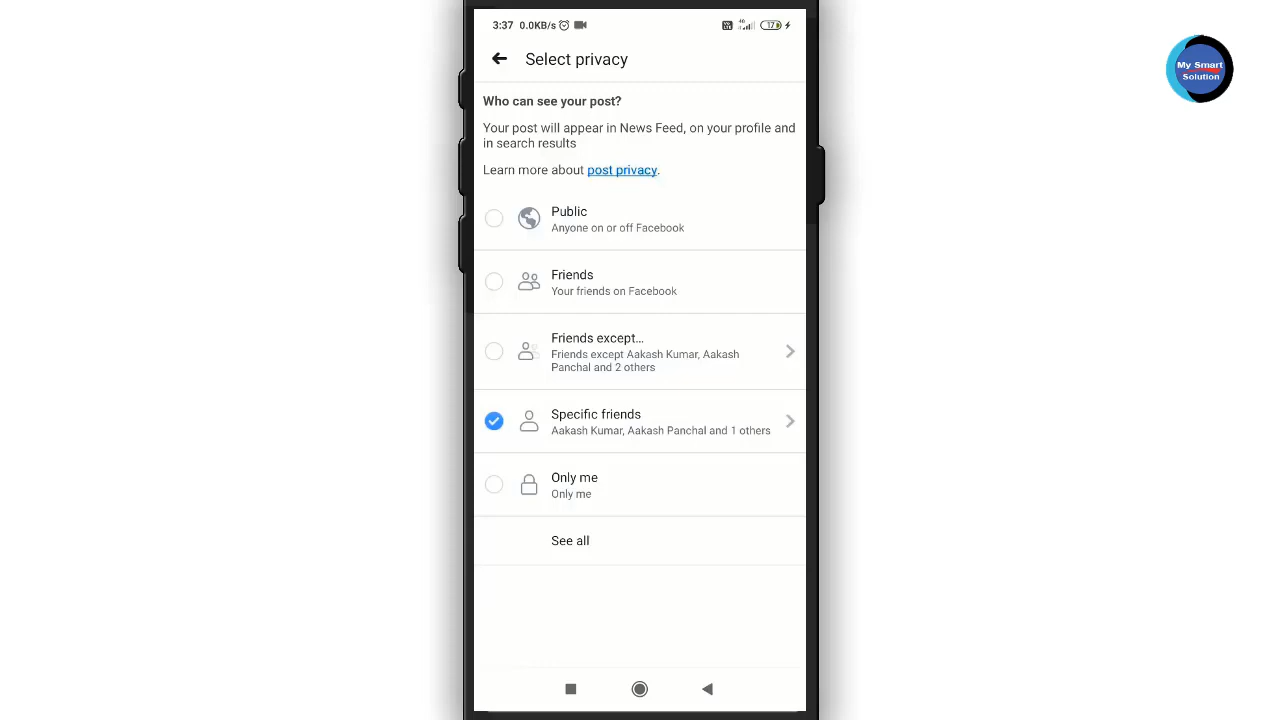 3:37 0.0KB/s
4G
17
Select privacy
My Smart
Solution
Who can see your post?
Your post will appear in News Feed, on your profile and
in search results
Learn more about post privacy.
Public
Anyone on or off Facebook
Friends
Your friends on Facebook
Friends except...
Friends except Aakash Kumar, Aakash
Panchal and 2 others
Specific friends
Aakash Kumar, Aakash Panchal and 1 others
Only me
Only me
See all